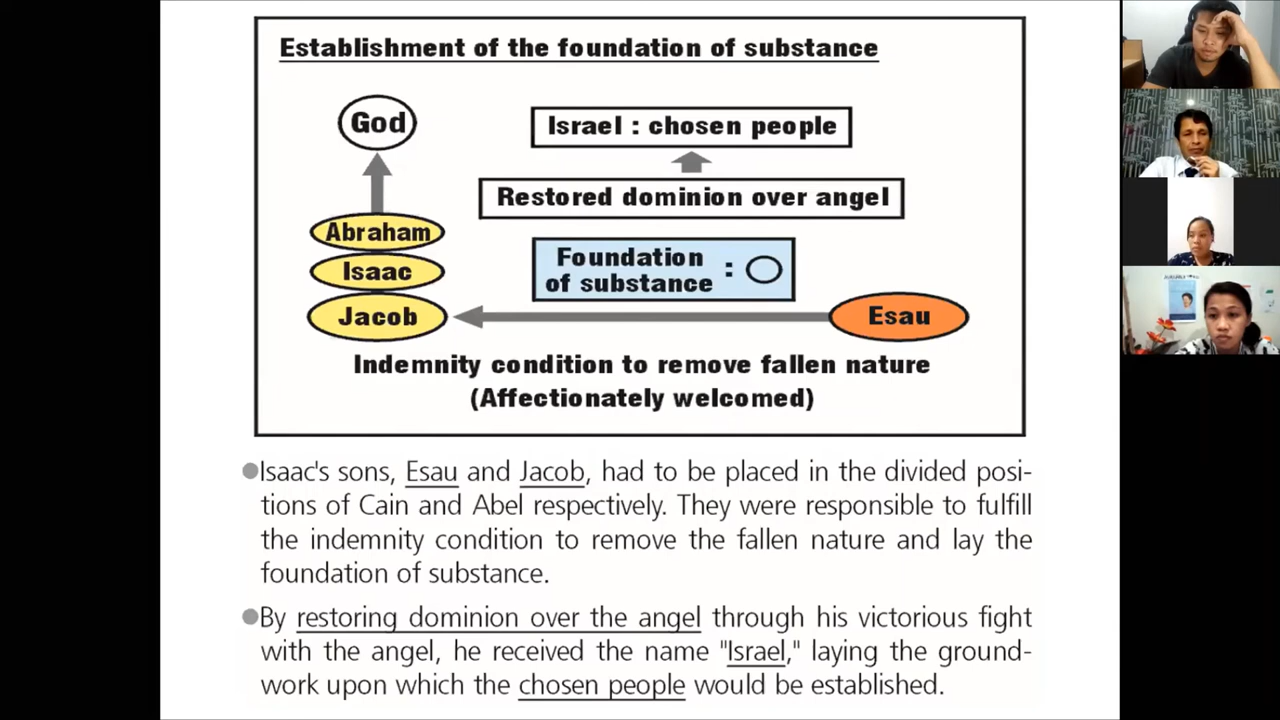 Establishment of the foundation of substance
God
Israel : chosen people
Restored dominion over angel
Abraham
Isaac
Foundation
of substance :
Jacob
Esau
Indemnity condition to remove fallen nature
(Affectionately welcomed)
●Isaac's sons, Esau and Jacob, had to be placed in the divided posi-
tions of Cain and Abel respectively. They were responsible to fulfill
the indemnity condition to remove the fallen nature and lay the
foundation of substance.
●By restoring dominion over the angel through his victorious fight
with the angel, he received the name "Israel," laying the ground-
work upon which the chosen people would be established.